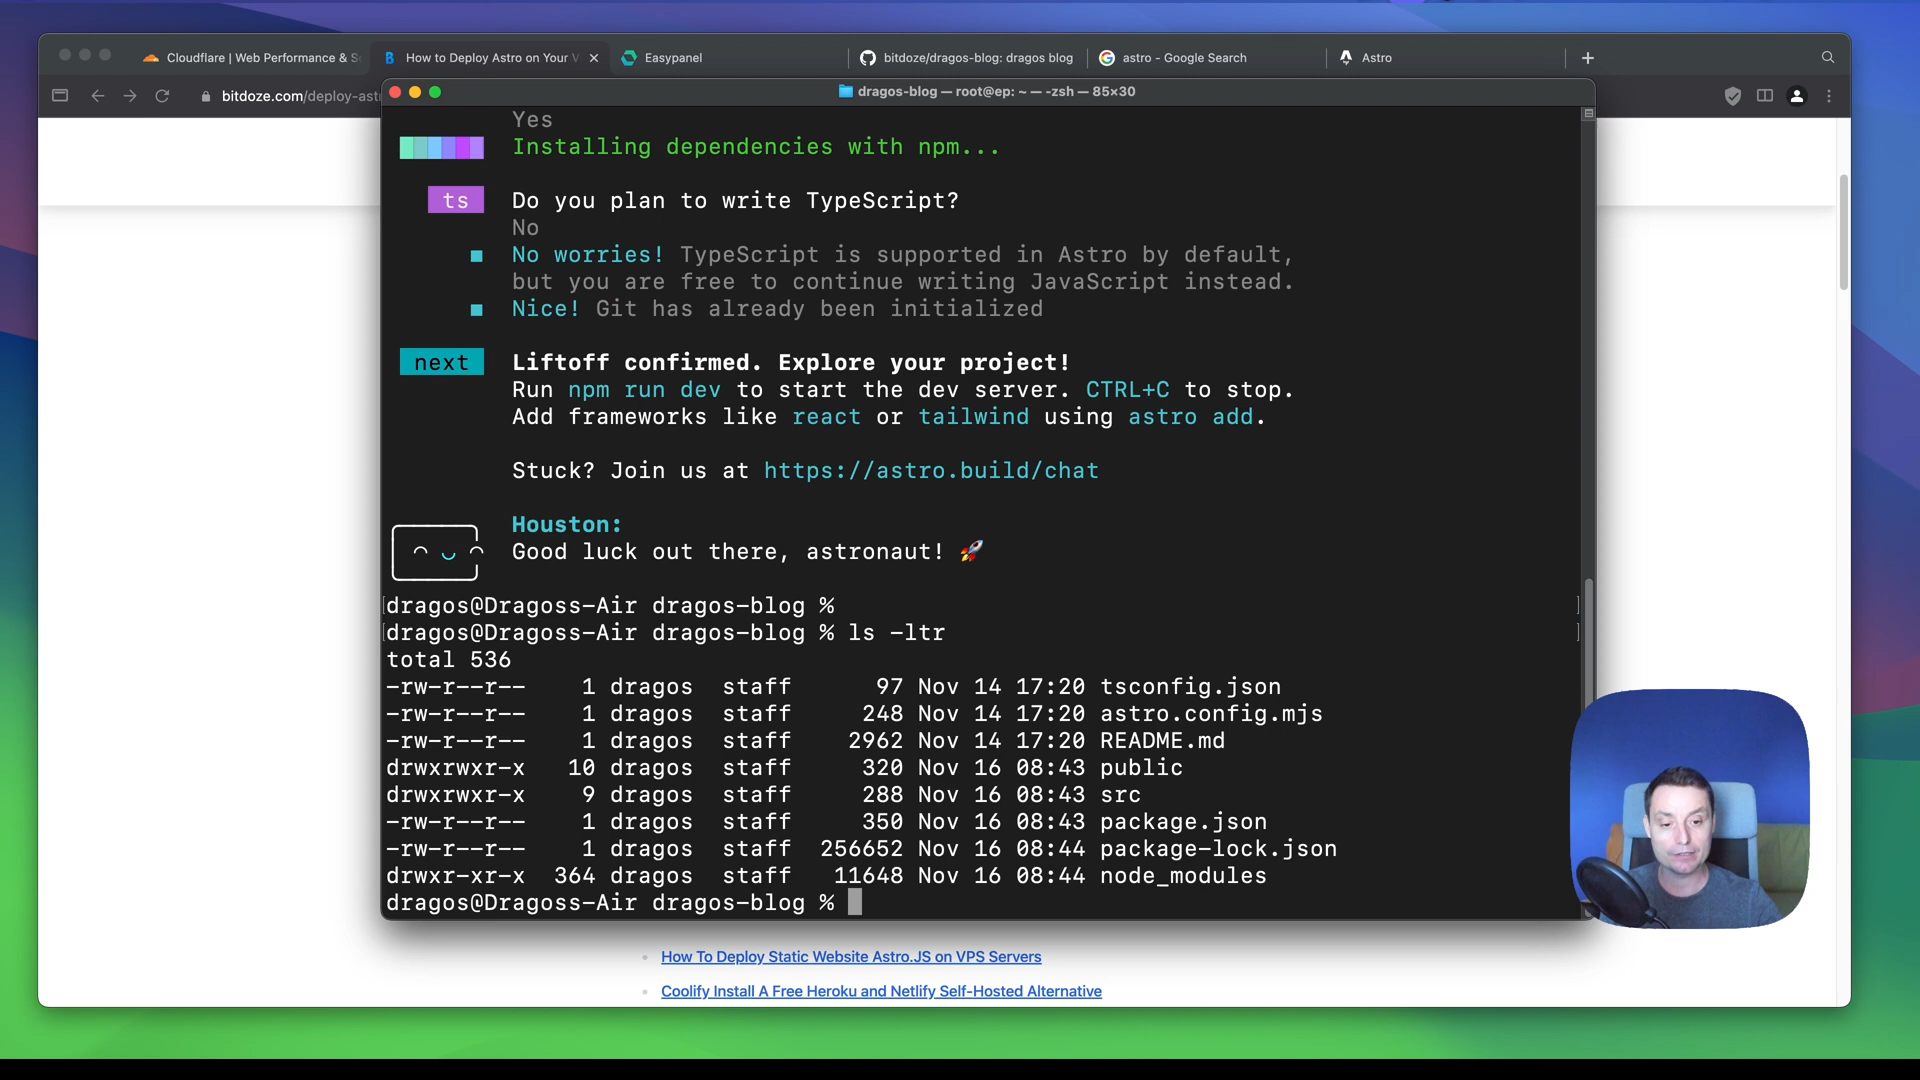 Cloudflare | Web Performance & Se
How to Deploy Astro on Your V
Easypanel
bitdoze/dragos-blog: dragos blog
astro - Google Search
Astro
bitdoze.com/deploy-ast
dragos-blog — root@ep: ~ — -zsh — 85×30
Yes
Installing dependencies with npm...
ts Do you plan to write TypeScript?
No
No worries! TypeScript is supported in Astro by default,
but you are free to continue writing JavaScript instead.
Nice! Git has already been initialized
next Liftoff confirmed. Explore your project!
Run npm run dev to start the dev server. CTRL+C to stop.
Add frameworks like react or tailwind using astro add.
Stuck? Join us at https://astro.build/chat
Houston:
Good luck out there, astronaut! 🚀
[dragos@Dragoss-Air dragos-blog % ]
[dragos@Dragoss-Air dragos-blog % ls -ltr ]
total 536
-rw-r--r-- 1 dragos staff 97 Nov 14 17:20 tsconfig.json
-rw-r--r-- 1 dragos staff 248 Nov 14 17:20 astro.config.mjs
-rw-r--r-- 1 dragos staff 2962 Nov 14 17:20 README.md
drwxrwxr-x 10 dragos staff 320 Nov 16 08:43 public
drwxrwxr-x 9 dragos staff 288 Nov 16 08:43 src
-rw-r--r-- 1 dragos staff 350 Nov 16 08:43 package.json
-rw-r--r-- 1 dragos staff 256652 Nov 16 08:44 package-lock.json
drwxr-xr-x 364 dragos staff 11648 Nov 16 08:44 node_modules
dragos@Dragoss-Air dragos-blog %
How To Deploy Static Website Astro.JS on VPS Servers
Coolify Install A Free Heroku and Netlify Self-Hosted Alternative